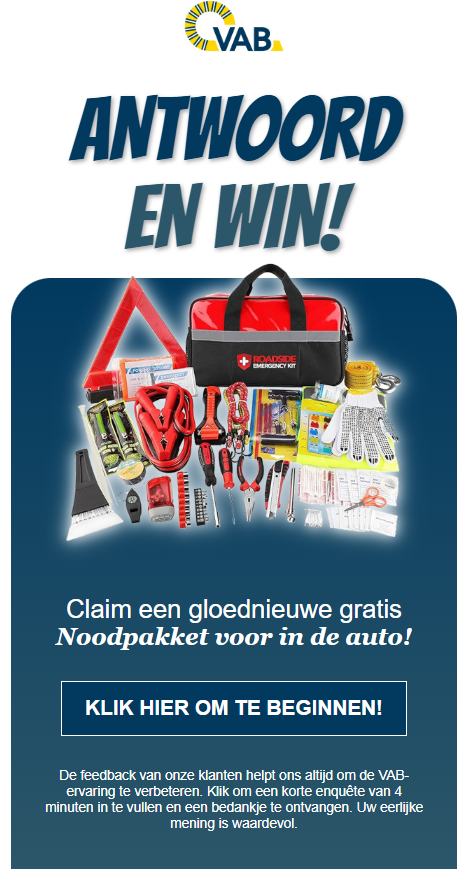 VAB
ANTWOORD
EN WIN!
ROADSIDE
EMERGENCY KIT
Claim een gloednieuwe gratis
Noodpakket voor in de auto!
KLIK HIER OM TE BEGINNEN!
De feedback van onze klanten helpt ons altijd om de VAB-
ervaring te verbeteren. Klik om een korte enquête van 4
minuten in te vullen en een bedankje te ontvangen. Uw eerlijke
mening is waardevol.